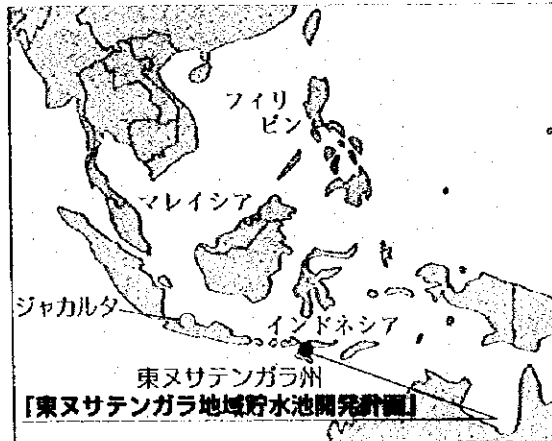 フィリ
ピン
マレイシア
ジャカルタ
インドネシア
東ヌサテンガラ州
「東ヌサテンガラ地域貯水池開発計画」